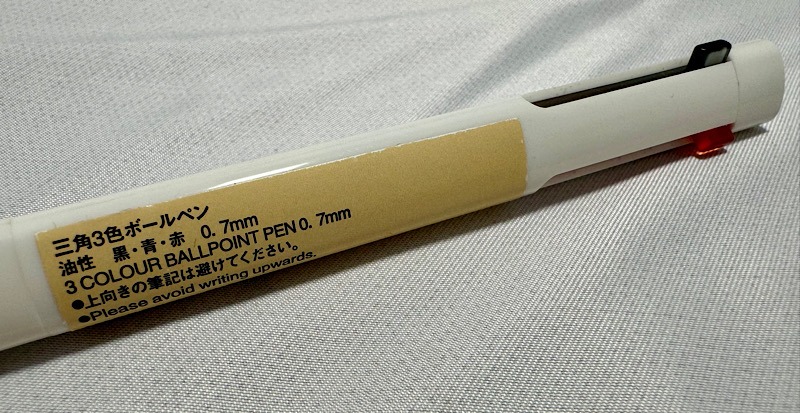 三角3色ボールペン
油性 黒・青・赤 0.7mm
3 COLOUR BALLPOINT PEN 0.7mm
●上向きの筆記は避けてください。
●Please avoid writing upwards.